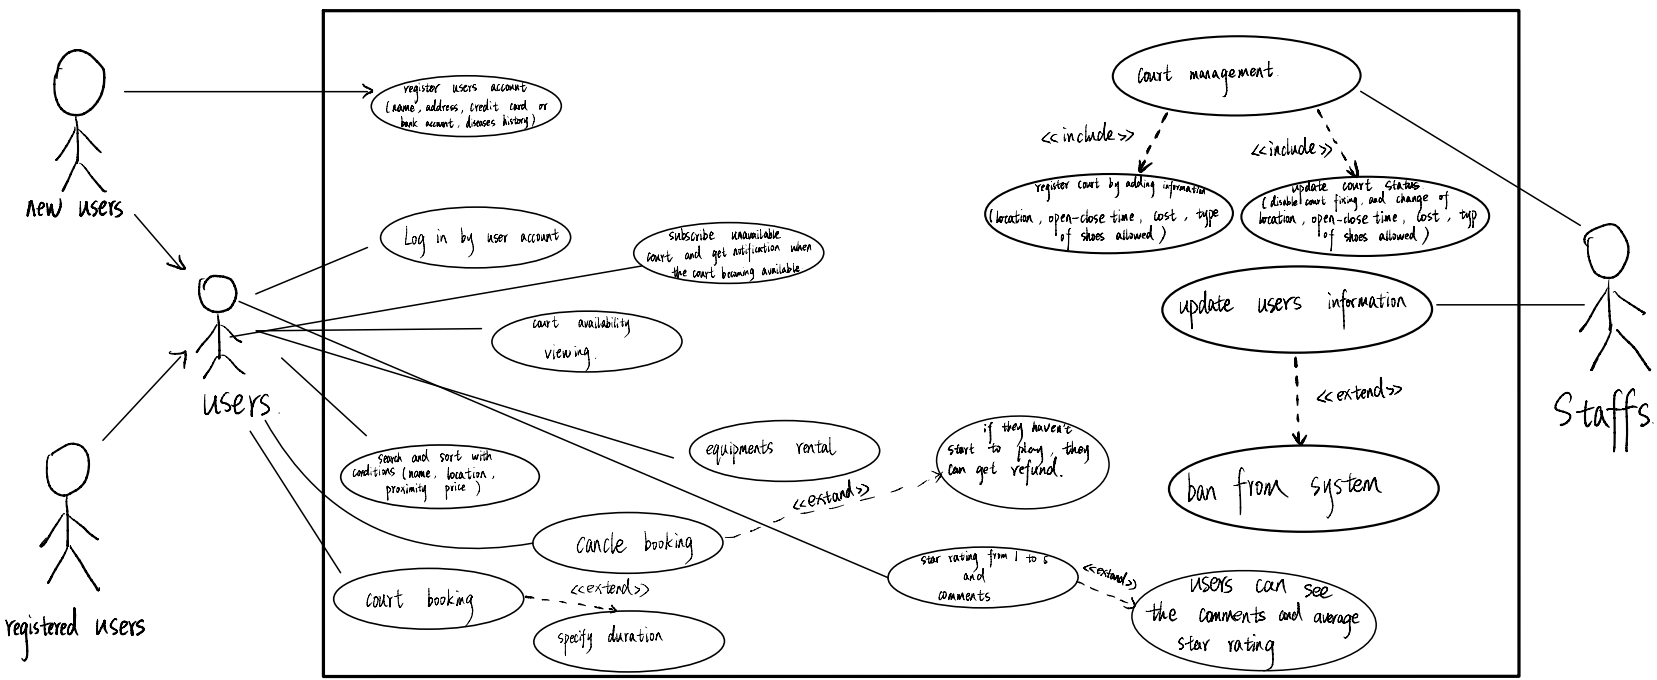 new users
registered users
users.
Staffs.
register users account
(name, address, credit card or
bank account, diseases history)
Log in by user account
subscribe unavailable
court and get notification when
the court becoming available
court availability
viewing.
search and sort with
conditions (name, location,
proximity price)
equipments rental
cancle booking
<<extand>>
if they haven't
start to play, they
can get refund.
court booking
<<extend>>
specify duration
star rating from 1 to 5
and
comments
<<extand>>
users can see
the comments and average
star rating
court management.
<<include>>
<<include>>
register court by adding information
(location, open-close time, cost, type
of shoes allowed)
update court status
(disable court fixing, and change of
location, open-close time, cost, typ
of shoes allowed)
update users information
<<extend>>
ban from system